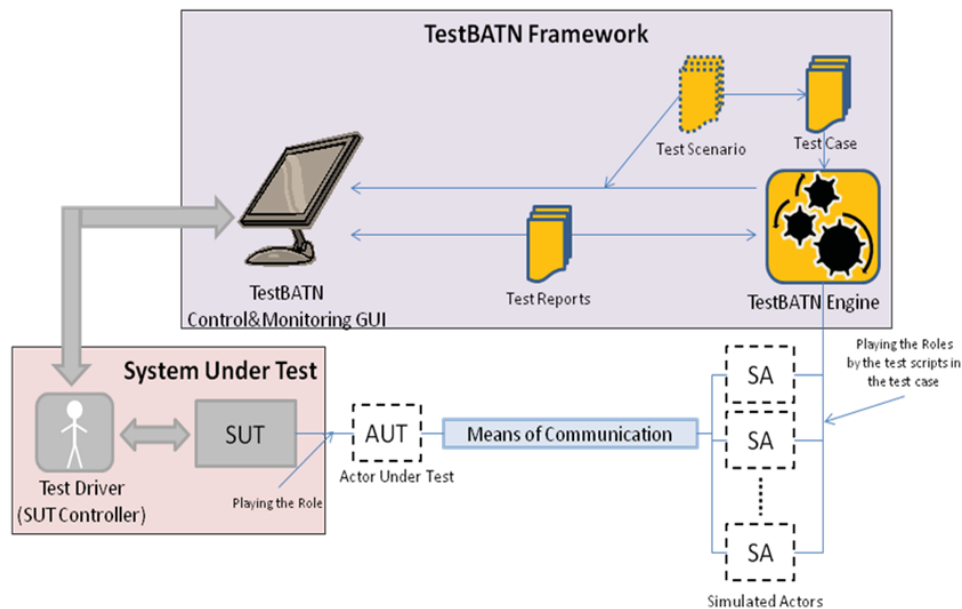 TestBATN Framework
Test Scenario
Test Case
TestBATN
Control&Monitoring GUI
Test Reports
TestBATN Engine
System Under Test
Test Driver
(SUT Controller)
SUT
Playing the Role
AUT
Actor Under Test
Means of Communication
SA
SA
SA
Simulated Actors
Playing the Roles
by the test scripts in
the test case